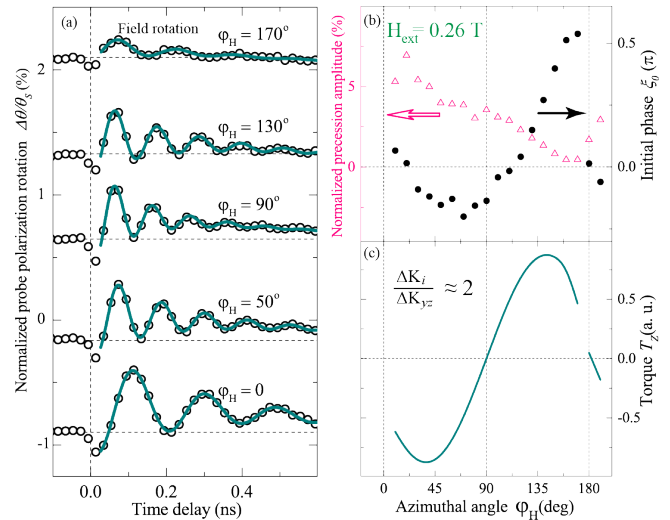 (a)
Field rotation
φH = 170°
φH = 130°
φH = 90°
φH = 50°
φH = 0
Normalized probe polarization rotation Δθ/θS (%)
2
1
0
-1
0.0
0.2
0.4
Time delay (ns)
(b)
Hext = 0.26 T
Normalized precession amplitude (%)
5
0
0.5
0.0
Initial phase ξ0 (π)
(c)
ΔKi
ΔKyz
≈ 2
0.5
0.0
-0.5
Torque TZ(a. u.)
0
45
90
135
180
Azimuthal angle φH(deg)